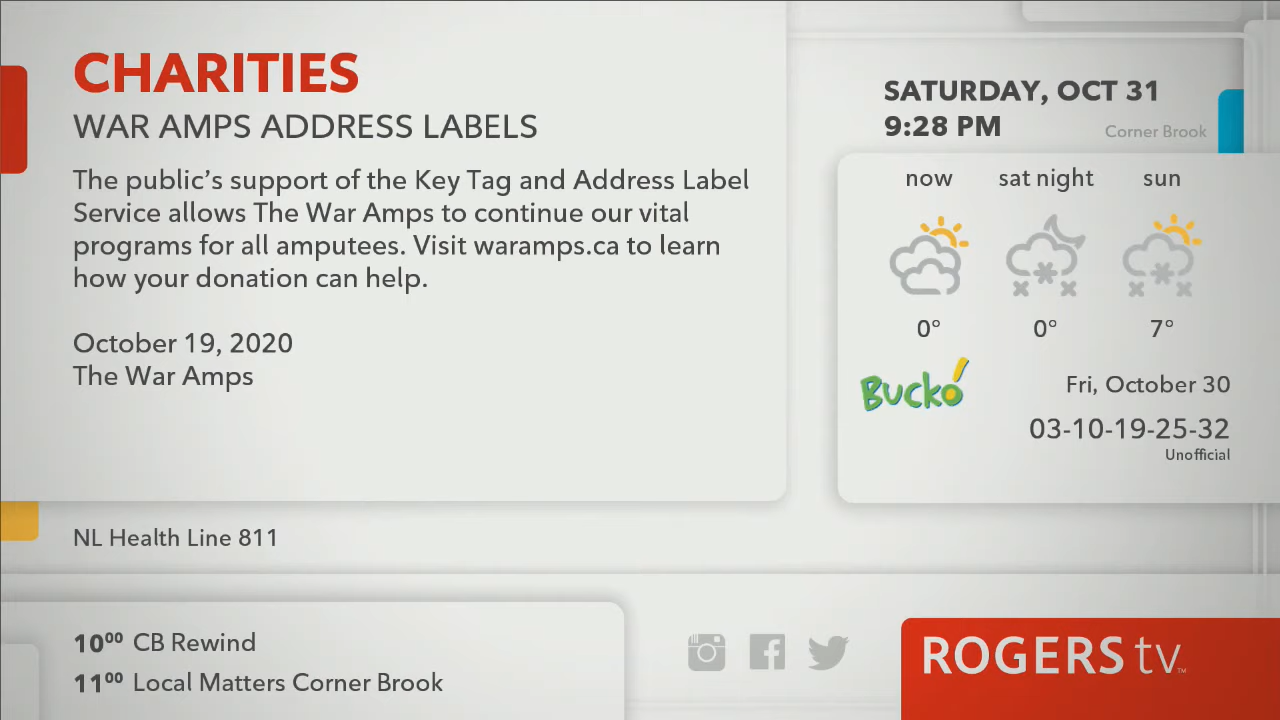 CHARITIES
WAR AMPS ADDRESS LABELS
The public's support of the Key Tag and Address Label
Service allows The War Amps to continue our vital
programs for all amputees. Visit waramps.ca to learn
how your donation can help.
October 19, 2020
The War Amps
SATURDAY, OCT 31
9:28 PM
Corner Brook
now sat night sun
0° 0° 7°
BUCKO!
Fri, October 30
03-10-19-25-32
Unofficial
NL Health Line 811
10⁰⁰ CB Rewind
11⁰⁰ Local Matters Corner Brook
ROGERS tv™